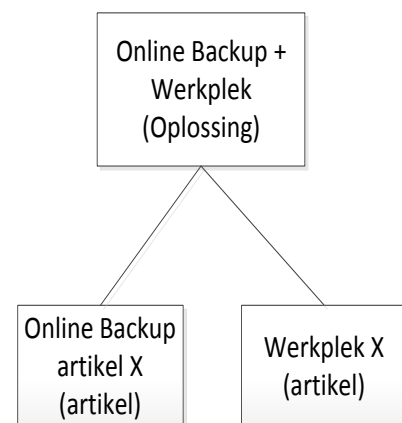 Online Backup +
Werkplek
(Oplossing)
Online Backup
artikel X
(artikel)
Werkplek X
(artikel)